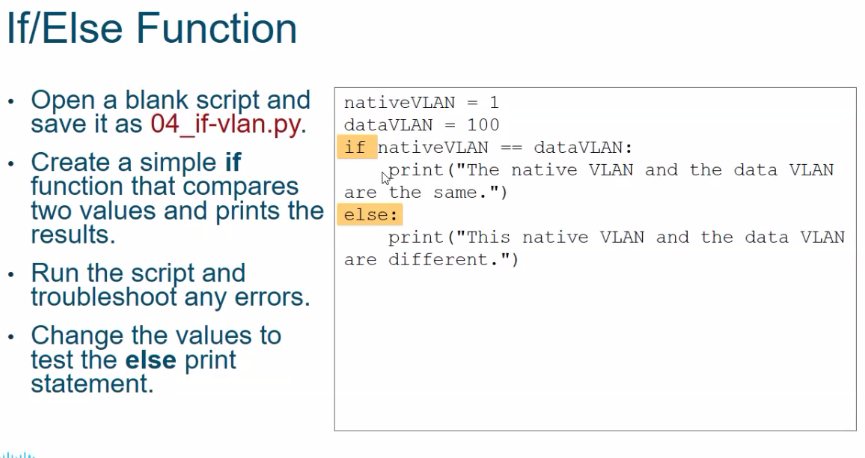 If/Else Function
• Open a blank script and
save it as 04_if-vlan.py.
• Create a simple if
function that compares
two values and prints the
results.
• Run the script and
troubleshoot any errors.
• Change the values to
test the else print
statement.
nativeVLAN = 1
dataVLAN = 100
if nativeVLAN == dataVLAN:
    print("The native VLAN and the data VLAN
are the same.")
else:
    print("This native VLAN and the data VLAN
are different.")